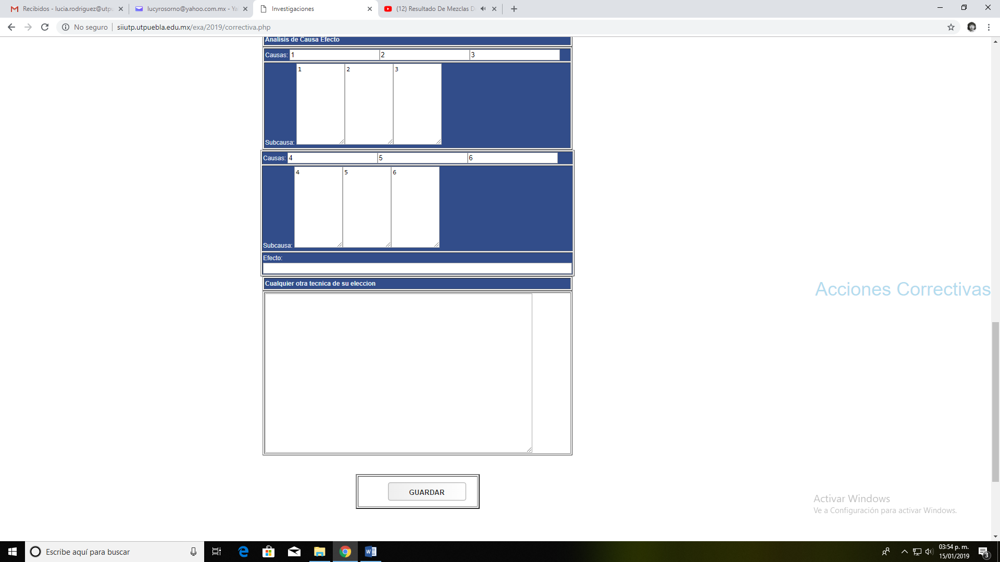 Recibidos - lucia.rodriguez@utpu
lucyrosorno@yahoo.com.mx - Ya
Investigaciones
(12) Resultado De Mezclas D
No seguro
siiutp.utpuebla.edu.mx/exa/2019/correctiva.php
Analisis de Causa Efecto
Causas: 1 2 3
1 2 3
Subcausa:
Causas: 4 5 6
4 5 6
Subcausa:
Efecto:
Cualquier otra tecnica de su eleccion
Acciones Correctivas
GUARDAR
Activar Windows
Ve a Configuración para activar Windows.
Escribe aquí para buscar
03:54 p. m.
15/01/2019
3